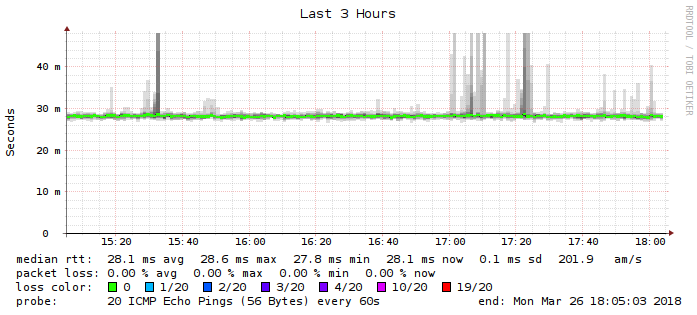 Last 3 Hours
RRDTOOL / TOBI OETIKER
Seconds
40 m
30 m
20 m
10 m
0
15:20 15:40 16:00 16:20 16:40 17:00 17:20 17:40 18:00
median rtt: 28.1 ms avg 28.6 ms max 27.8 ms min 28.1 ms now 0.1 ms sd 201.9 am/s
packet loss: 0.00 % avg 0.00 % max 0.00 % min 0.00 % now
loss color: 0 1/20 2/20 3/20 4/20 10/20 19/20
probe: 20 ICMP Echo Pings (56 Bytes) every 60s end: Mon Mar 26 18:05:03 2018